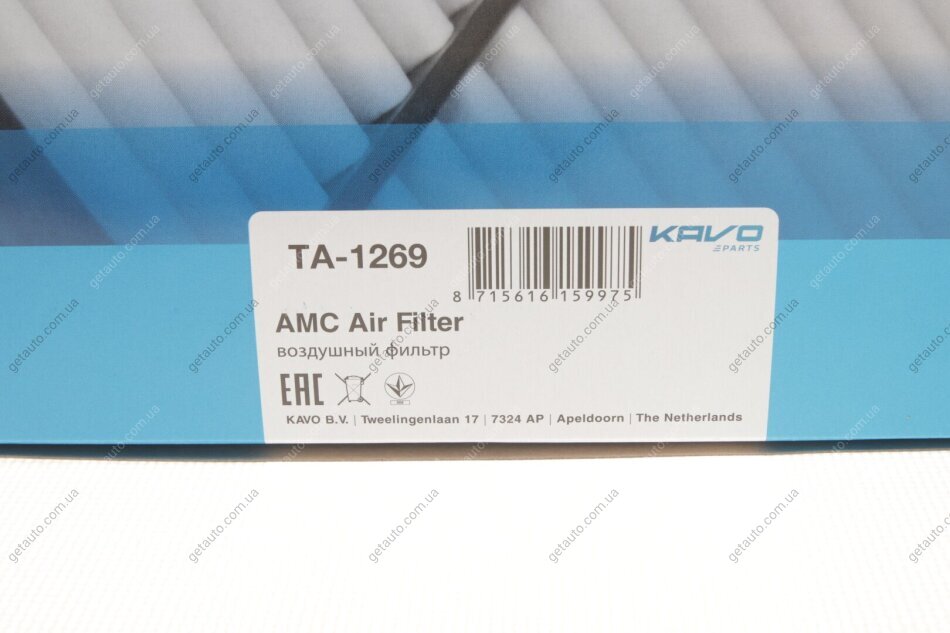 TA-1269
KAVO
PARTS
8 715616 159975
AMC Air Filter
воздушный фильтр
EAC
KAVO B.V. | Tweelingenlaan 17 | 7324 AP | Apeldoorn | The Netherlands
getauto.com.ua